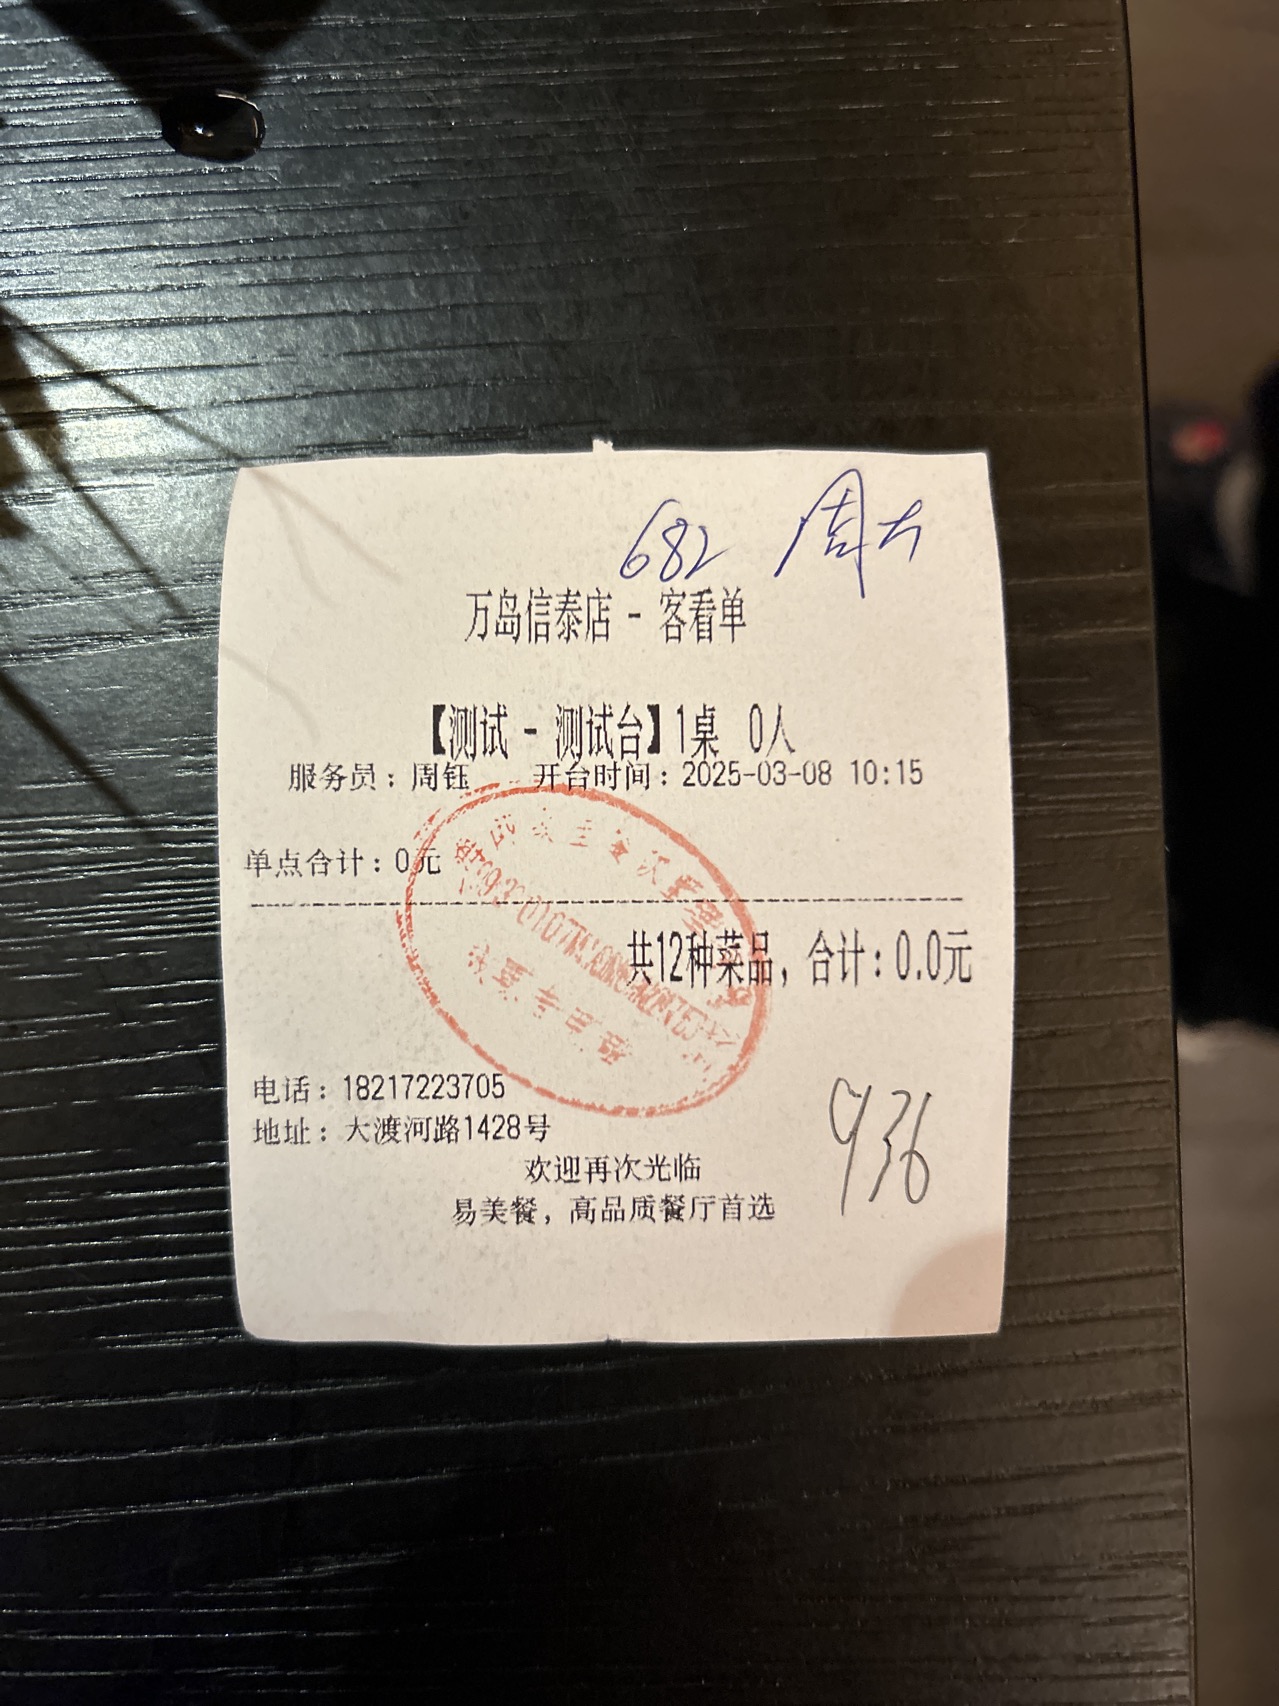 682 周六
万岛信泰店 - 客看单
【测试 - 测试台】1桌 0人
服务员：周钰 开台时间：2025-03-08 10:15
单点合计：0元
共12种菜品，合计：0.0元
电话：18217223705
地址：大渡河路1428号
936
欢迎再次光临
易美餐，高品质餐厅首选